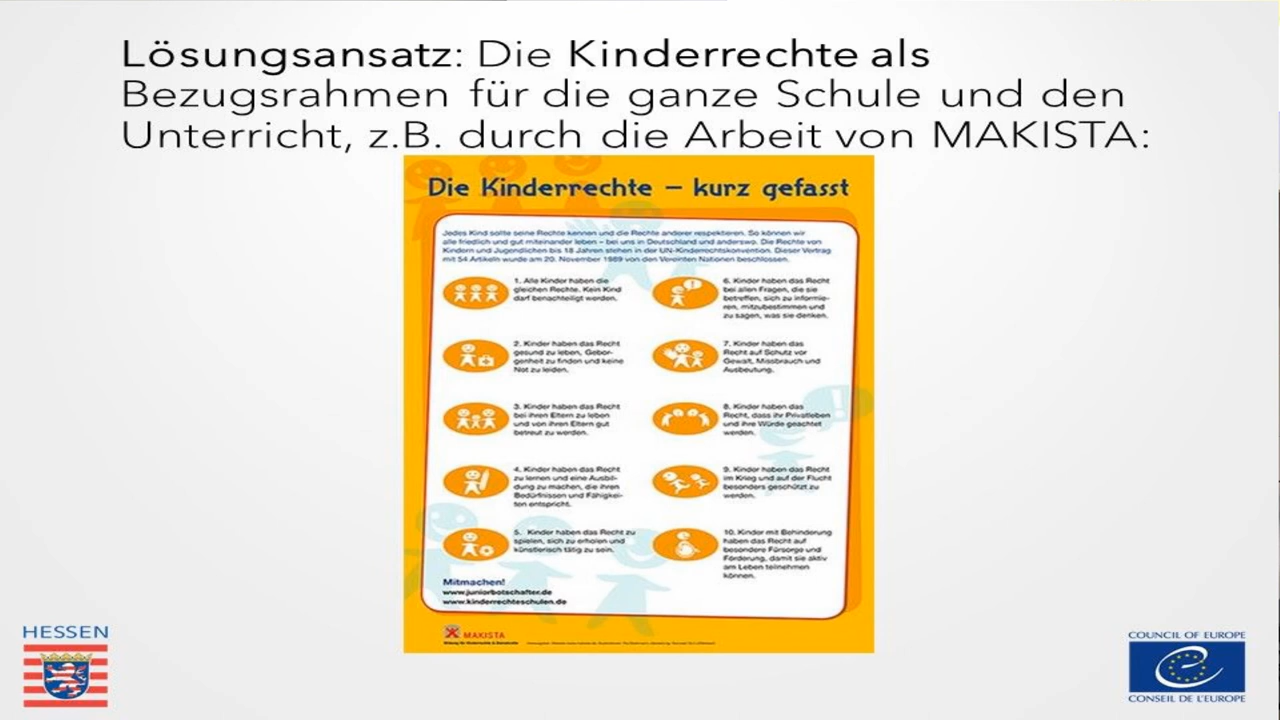 Lösungsansatz: Die Kinderrechte als
Bezugsrahmen für die ganze Schule und den
Unterricht, z.B. durch die Arbeit von MAKISTA:
Die Kinderrechte – kurz gefasst
Jedes Kind sollte seine Rechte kennen und die Rechte anderer respektieren. So können wir
alle friedlich und gut miteinander leben – bei uns in Deutschland und anderswo. Die Rechte von
Kindern und Jugendlichen bis 18 Jahren stehen in der UN-Kinderrechtskonvention. Dieser Vertrag
mit 54 Artikeln wurde am 20. November 1989 von den Vereinten Nationen beschlossen.
1. Alle Kinder haben die
gleichen Rechte. Kein Kind
darf benachteiligt werden.
2. Kinder haben das Recht
gesund zu leben, Gebor-
genheit zu finden und keine
Not zu leiden.
3. Kinder haben das Recht
bei ihren Eltern zu leben
und von ihren Eltern gut
betreut zu werden.
4. Kinder haben das Recht
zu lernen und eine Ausbil-
dung zu machen, die ihren
Bedürfnissen und Fähigkei-
ten entspricht.
5. Kinder haben das Recht zu
spielen, sich zu erholen und
künstlerisch tätig zu sein.
6. Kinder haben das Recht
bei allen Fragen, die sie
betreffen, sich zu informie-
ren, mitzubestimmen und
zu sagen, was sie denken.
7. Kinder haben das
Recht auf Schutz vor
Gewalt, Missbrauch und
Ausbeutung.
8. Kinder haben das
Recht, dass ihr Privatleben
und ihre Würde geachtet
werden.
9. Kinder haben das Recht
im Krieg und auf der Flucht
besonders geschützt zu
werden.
10. Kinder mit Behinderung
haben das Recht auf
besondere Fürsorge und
Förderung, damit sie aktiv
am Leben teilnehmen
können.
Mitmachen!
www.juniorbotschafter.de
www.kinderrechteschulen.de
MAKISTA
HESSEN
COUNCIL OF EUROPE
CONSEIL DE L'EUROPE